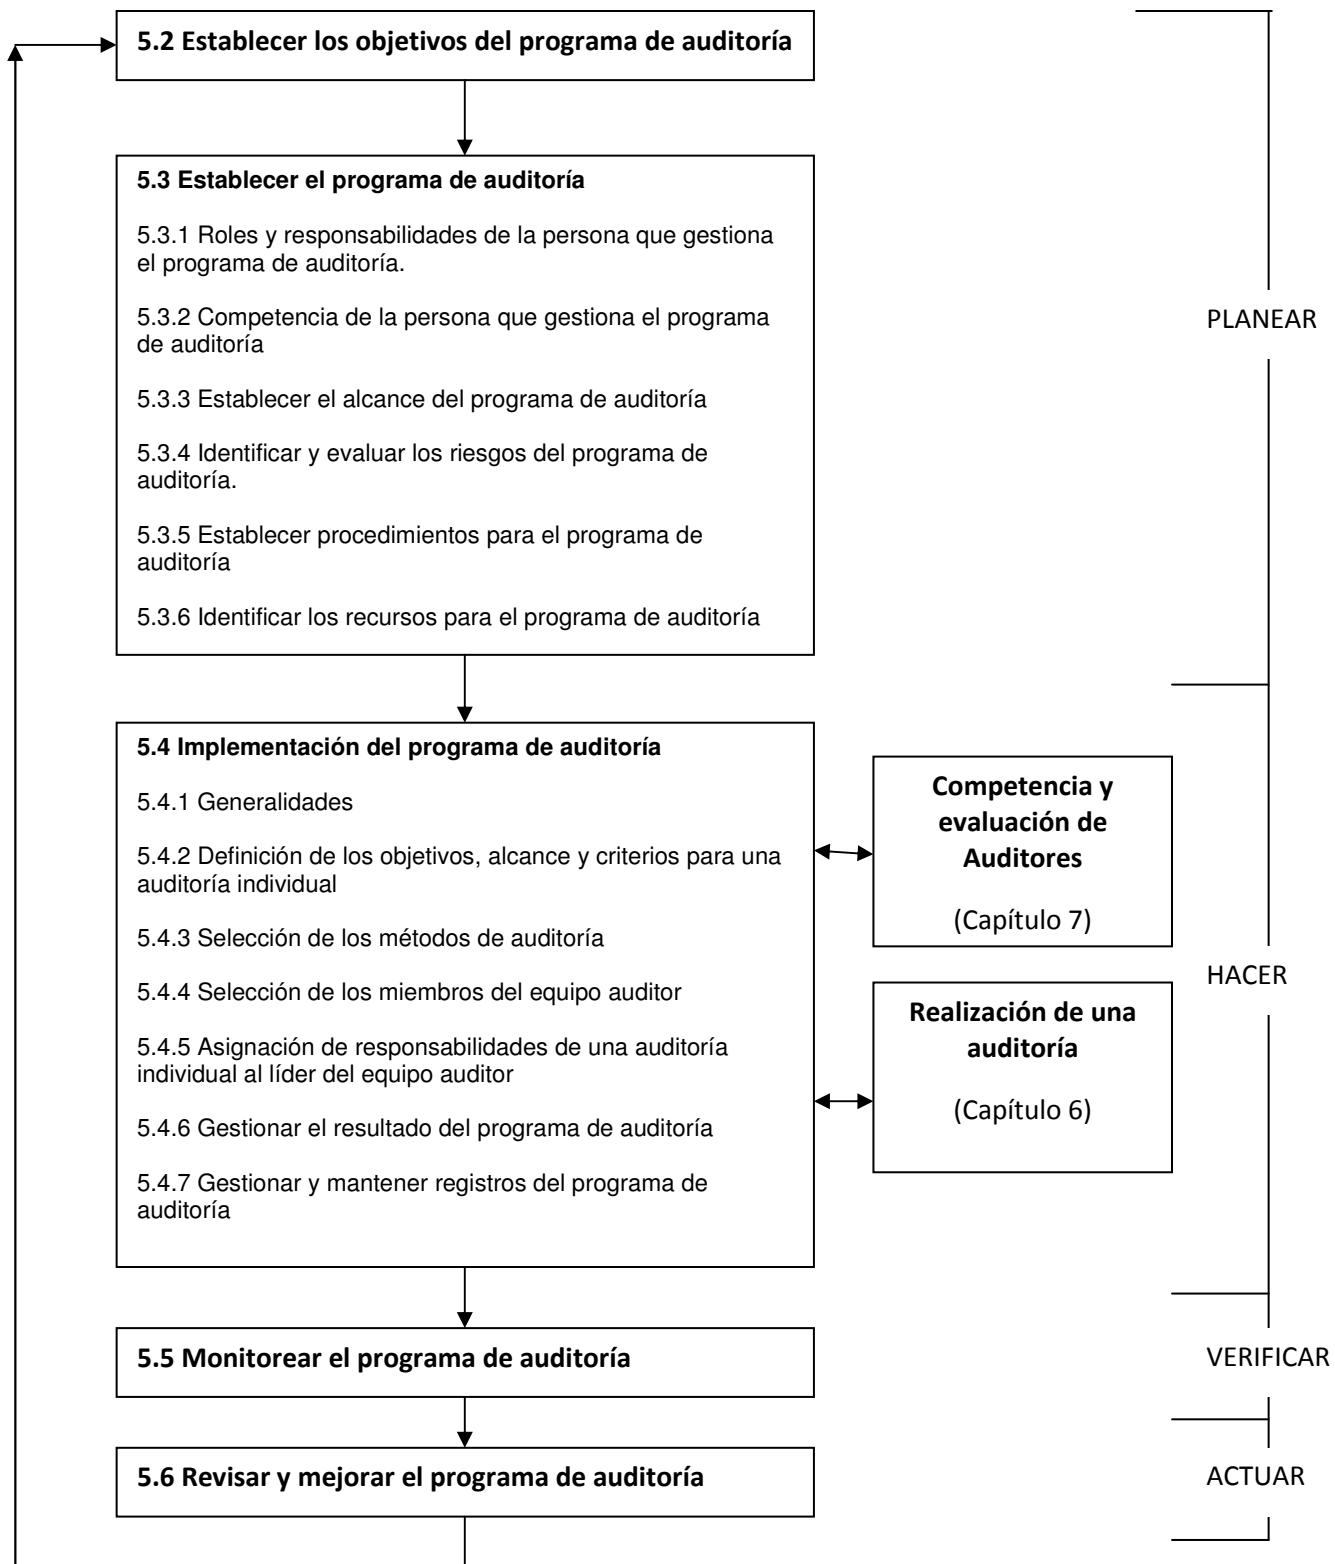 5.2 Establecer los objetivos del programa de auditoría
5.3 Establecer el programa de auditoría
5.3.1 Roles y responsabilidades de la persona que gestiona
el programa de auditoría.
5.3.2 Competencia de la persona que gestiona el programa
de auditoría
5.3.3 Establecer el alcance del programa de auditoría
5.3.4 Identificar y evaluar los riesgos del programa de
auditoría.
5.3.5 Establecer procedimientos para el programa de
auditoría
5.3.6 Identificar los recursos para el programa de auditoría
PLANEAR
5.4 Implementación del programa de auditoría
5.4.1 Generalidades
5.4.2 Definición de los objetivos, alcance y criterios para una
auditoría individual
5.4.3 Selección de los métodos de auditoría
5.4.4 Selección de los miembros del equipo auditor
5.4.5 Asignación de responsabilidades de una auditoría
individual al líder del equipo auditor
5.4.6 Gestionar el resultado del programa de auditoría
5.4.7 Gestionar y mantener registros del programa de
auditoría
Competencia y
evaluación de
Auditores
(Capítulo 7)
Realización de una
auditoría
(Capítulo 6)
HACER
5.5 Monitorear el programa de auditoría
VERIFICAR
5.6 Revisar y mejorar el programa de auditoría
ACTUAR